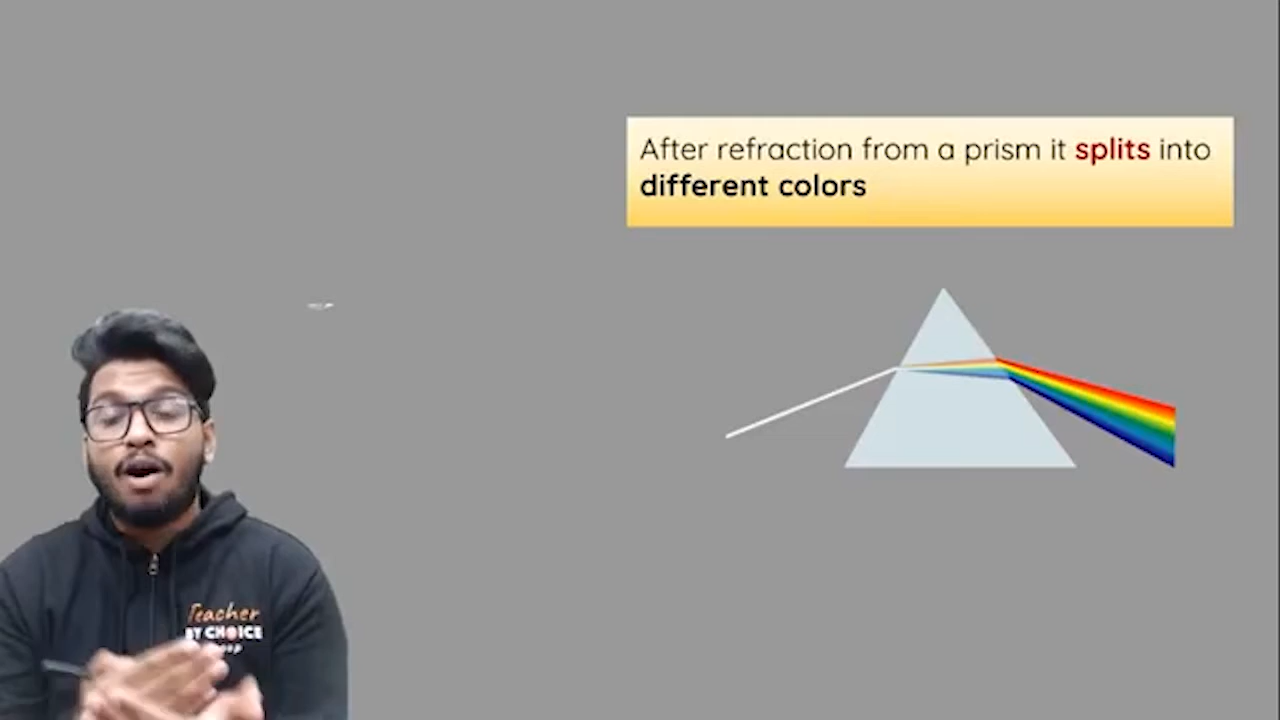 After refraction from a prism it splits into
different colors
Teacher
BY CHOICE